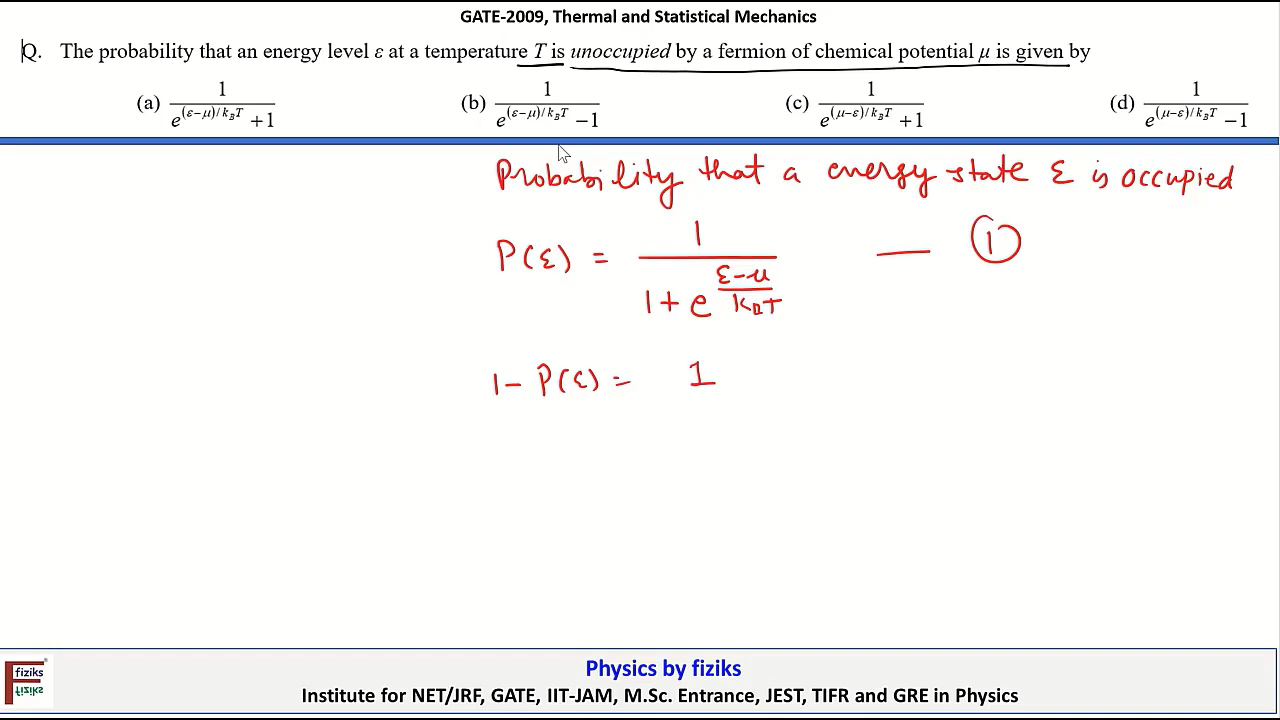 GATE-2009, Thermal and Statistical Mechanics
Q. The probability that an energy level ε at a temperature T is unoccupied by a fermion of chemical potential μ is given by
(a) 1/(e^((ε−μ)/k_BT) + 1) (b) 1/(e^((ε−μ)/k_BT) − 1) (c) 1/(e^((μ−ε)/k_BT) + 1) (d) 1/(e^((μ−ε)/k_BT) − 1)
Probability that a energy state ε is occupied
P(ε) = 1/(1 + e^((ε−μ)/(k_BT))) — ①
1 − P(ε) = 1
fiziks
fiziks
Physics by fiziks
Institute for NET/JRF, GATE, IIT-JAM, M.Sc. Entrance, JEST, TIFR and GRE in Physics